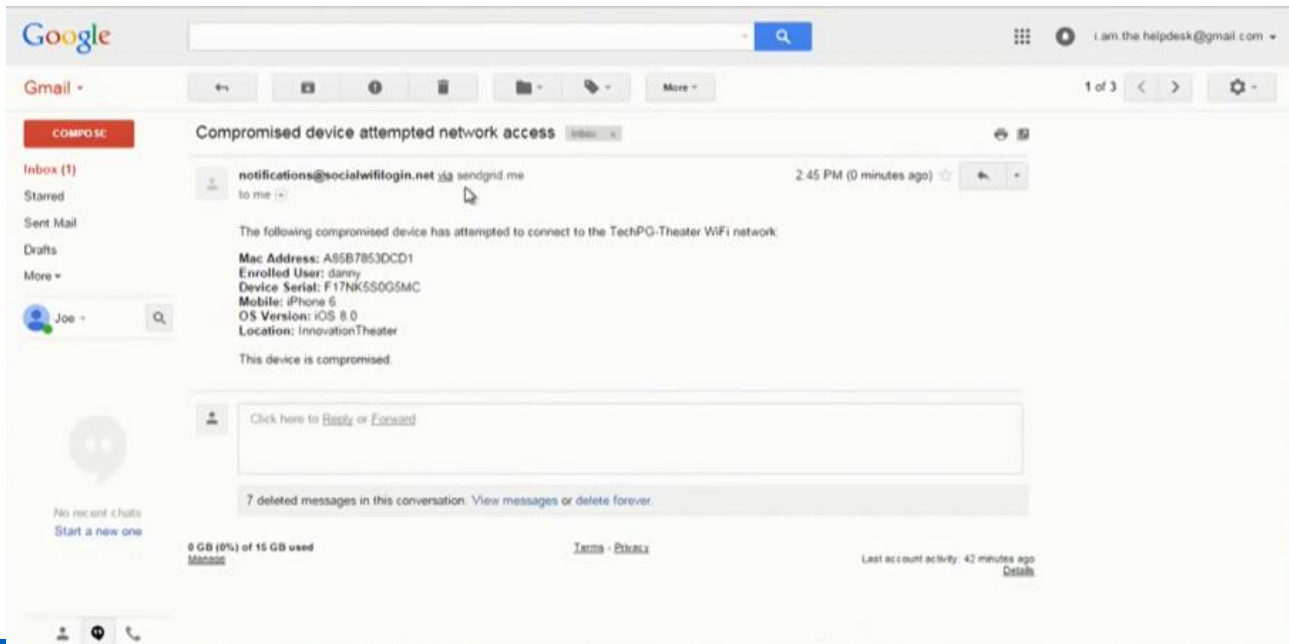 Google
i.am.the.helpdesk@gmail.com
Gmail
More
1 of 3
COMPOSE
Compromised device attempted network access
Inbox x
Inbox (1)
notifications@socialwifilogin.net via sendgrid.me
2:45 PM (0 minutes ago)
Starred
to me
Sent Mail
The following compromised device has attempted to connect to the TechPG-Theater WiFi network:
Drafts
Mac Address: A85B7853DCD1
More
Enrolled User: danny
Device Serial: F17NK5S0G5MC
Mobile: iPhone 6
Joe
OS Version: iOS 8.0
Location: InnovationTheater
This device is compromised.
Click here to Reply or Forward
7 deleted messages in this conversation. View messages or delete forever.
No recent chats
Start a new one
0 GB (0%) of 15 GB used
Terms - Privacy
Manage
Last account activity: 42 minutes ago
Details